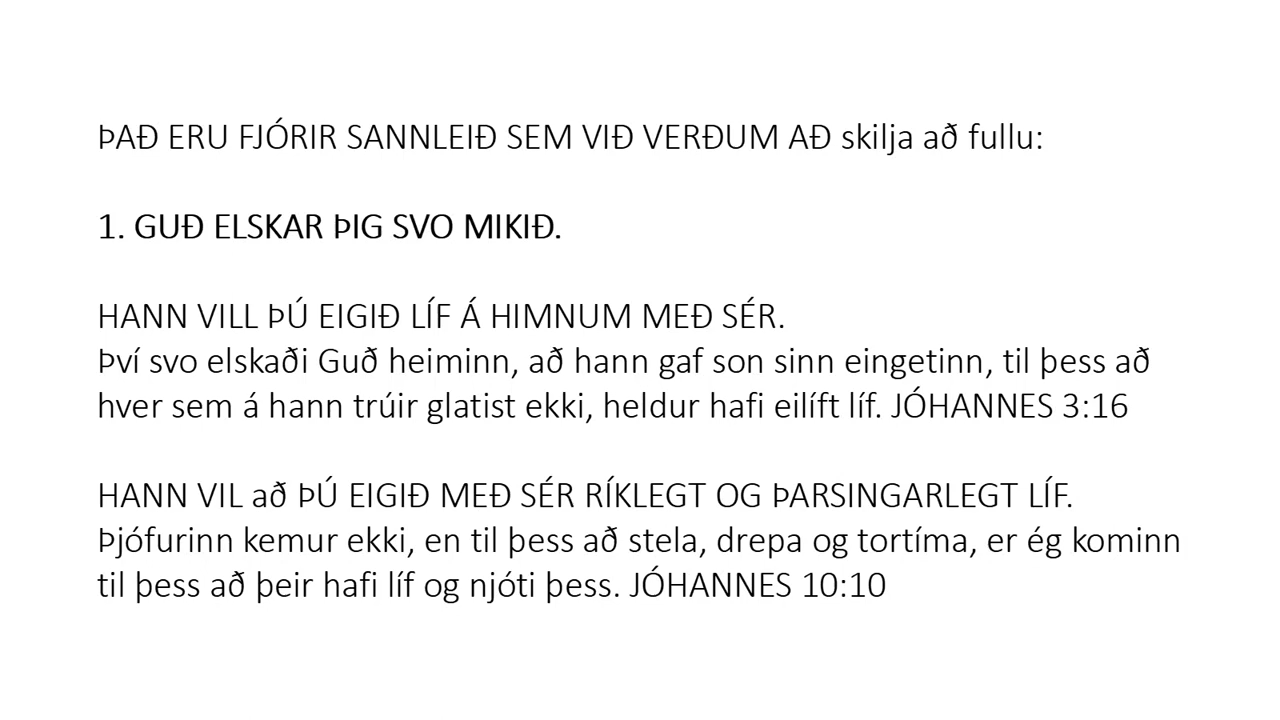 ÞAÐ ERU FJÓRIR SANNLEIÐ SEM VIÐ VERÐUM AÐ skilja að fullu:
1. GUÐ ELSKAR ÞIG SVO MIKIÐ.
HANN VILL ÞÚ EIGIÐ LÍF Á HIMNUM MEÐ SÉR.
Því svo elskaði Guð heiminn, að hann gaf son sinn eingetinn, til þess að
hver sem á hann trúir glatist ekki, heldur hafi eilíft líf. JÓHANNES 3:16
HANN VIL að ÞÚ EIGIÐ MEÐ SÉR RÍKLEGT OG ÞARSINGARLEGT LÍF.
Þjófurinn kemur ekki, en til þess að stela, drepa og tortíma, er ég kominn
til þess að þeir hafi líf og njóti þess. JÓHANNES 10:10